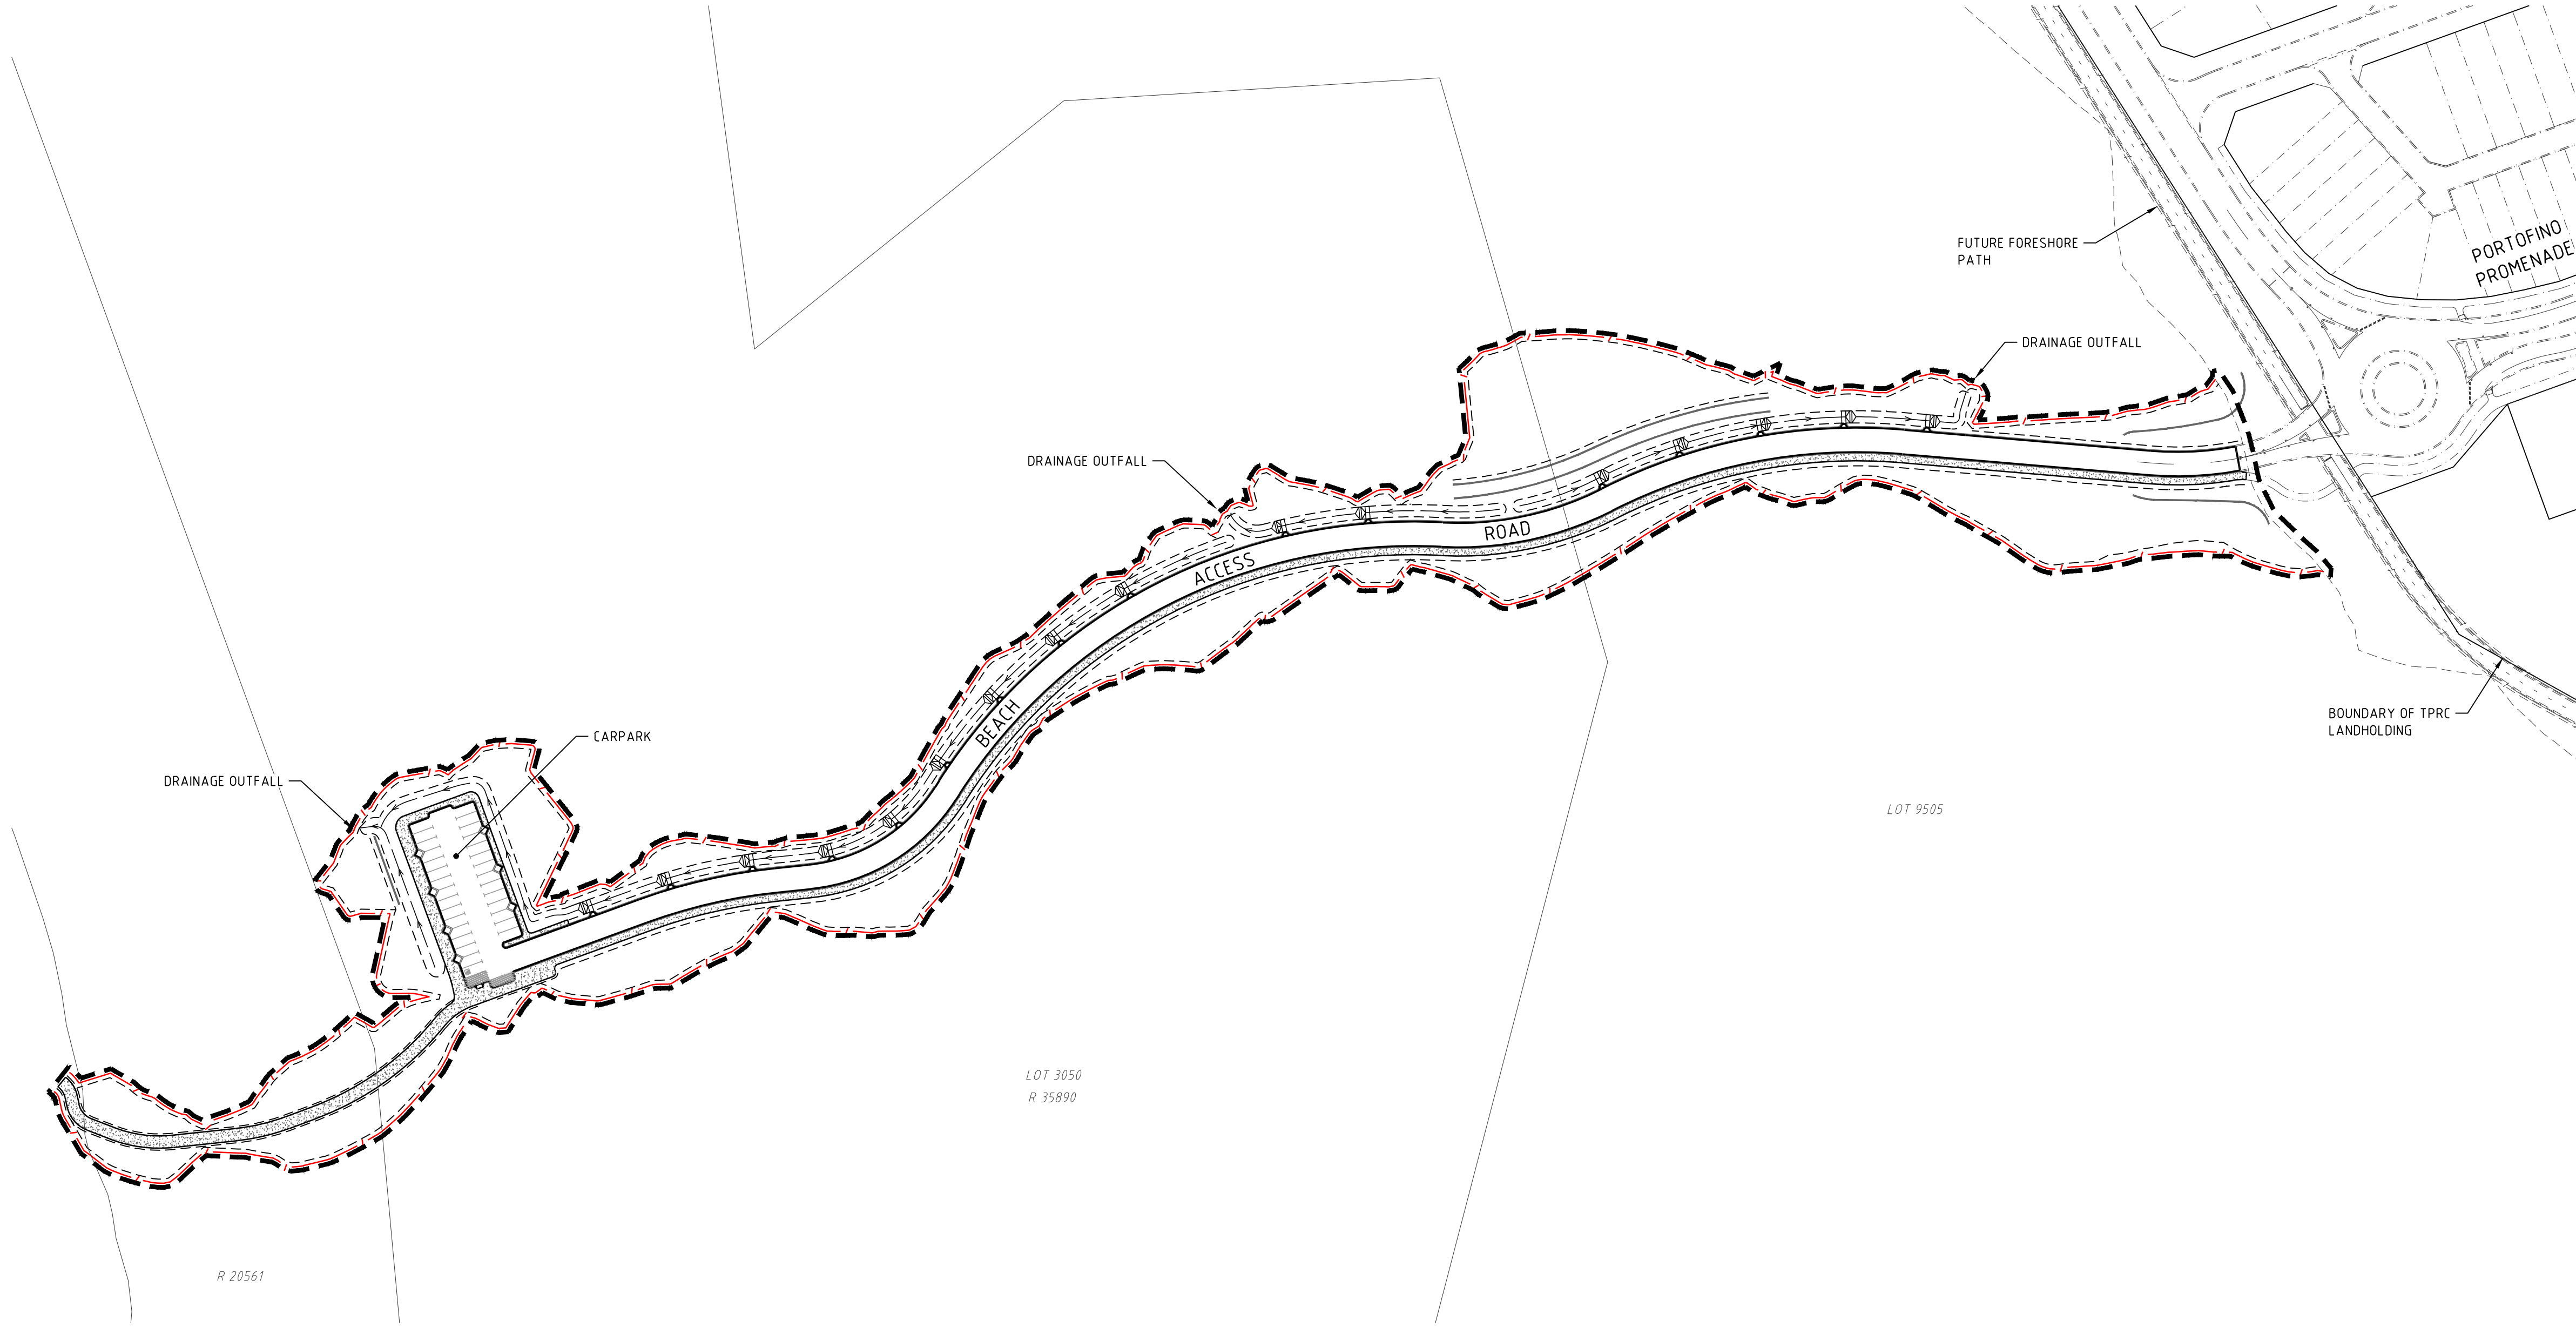 PORTOFINO
PROMENADE
FUTURE FORESHORE
PATH
DRAINAGE OUTFALL
DRAINAGE OUTFALL
ROAD
ACCESS
BEACH
BOUNDARY OF TPRC
LANDHOLDING
CARPARK
DRAINAGE OUTFALL
LOT 9505
LOT 3050
R 35890
R 20561